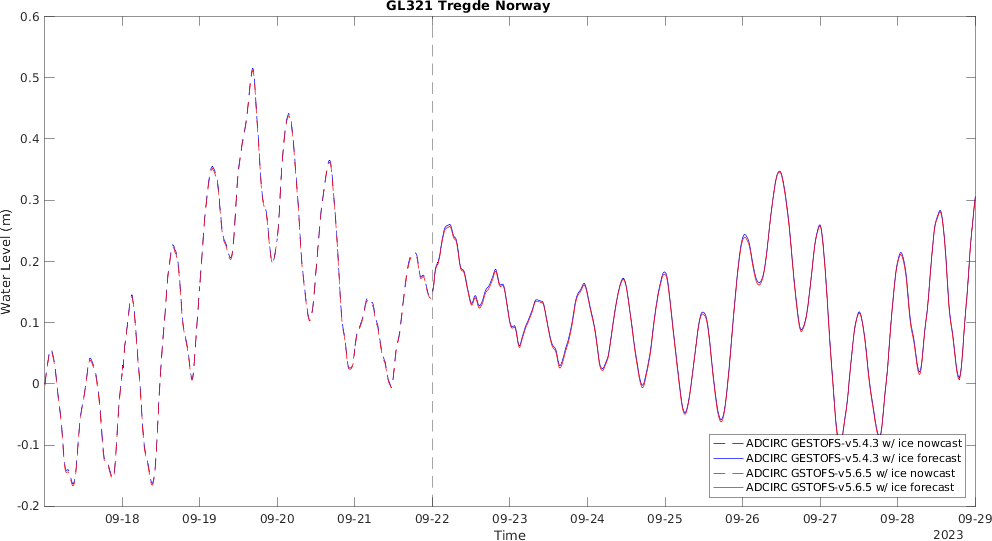 GL321 Tregde Norway
0.6
0.5
0.4
0.3
0.2
0.1
0
-0.1
-0.2
Water Level (m)
ADCIRC GESTOFS-v5.4.3 w/ ice nowcast
ADCIRC GESTOFS-v5.4.3 w/ ice forecast
ADCIRC GSTOFS-v5.6.5 w/ ice nowcast
ADCIRC GSTOFS-v5.6.5 w/ ice forecast
09-18 09-19 09-20 09-21 09-22 09-23 09-24 09-25 09-26 09-27 09-28 09-29
Time
2023